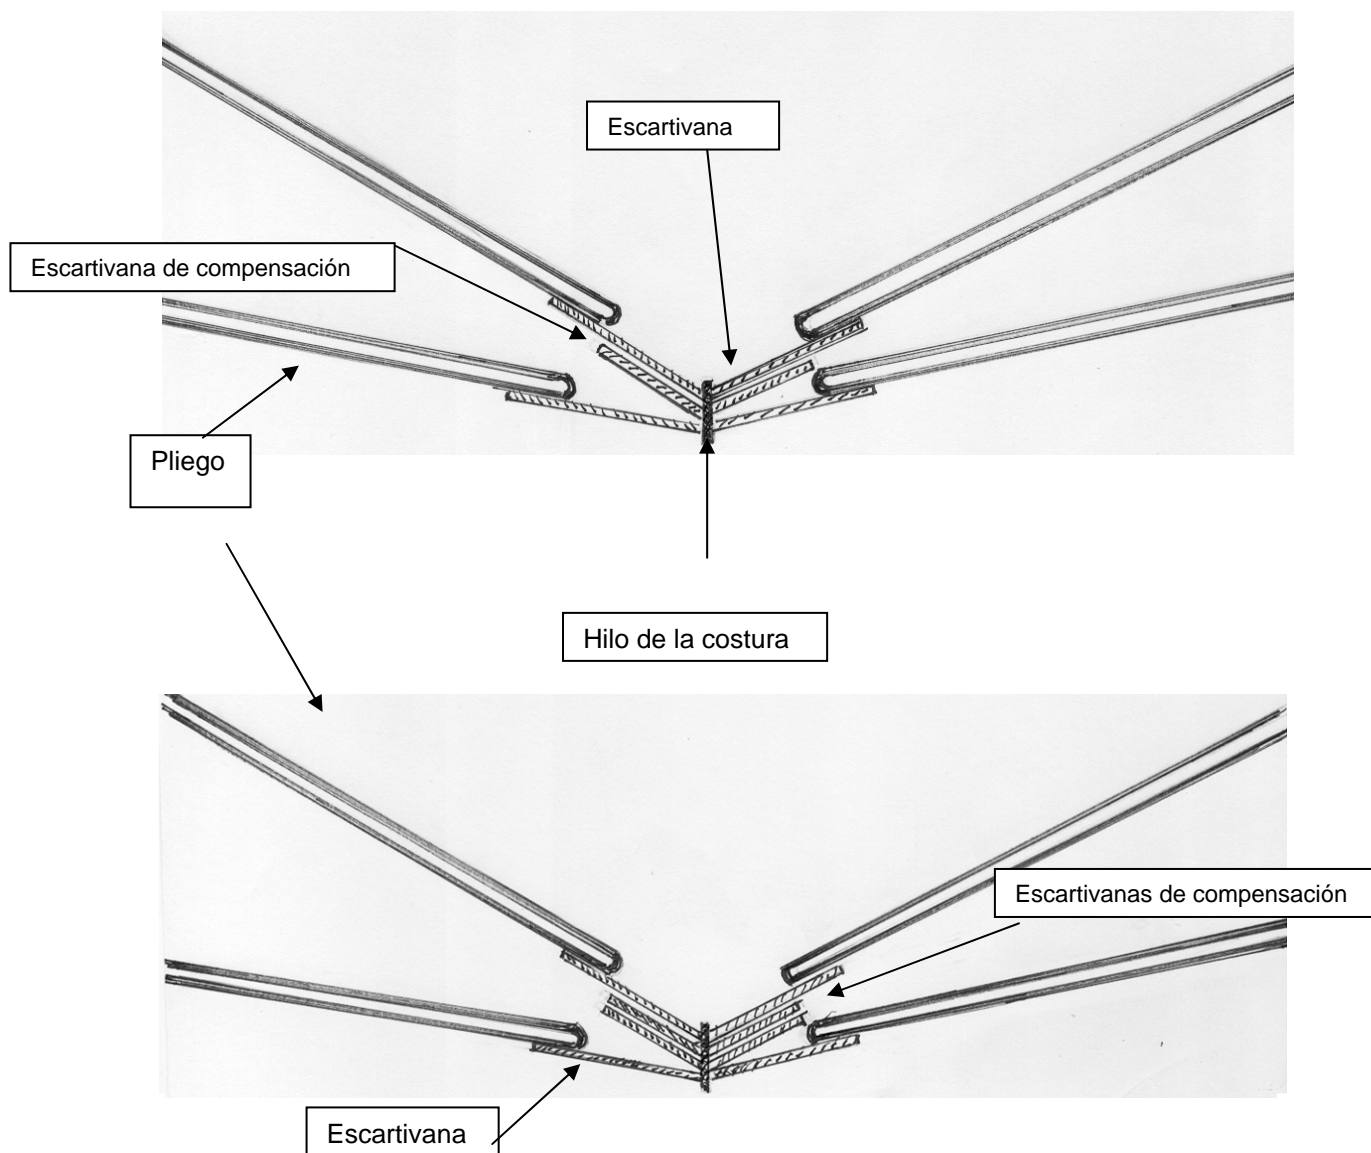 Escartivana
Escartivana de compensación
Pliego
Hilo de la costura
Escartivanas de compensación
Escartivana